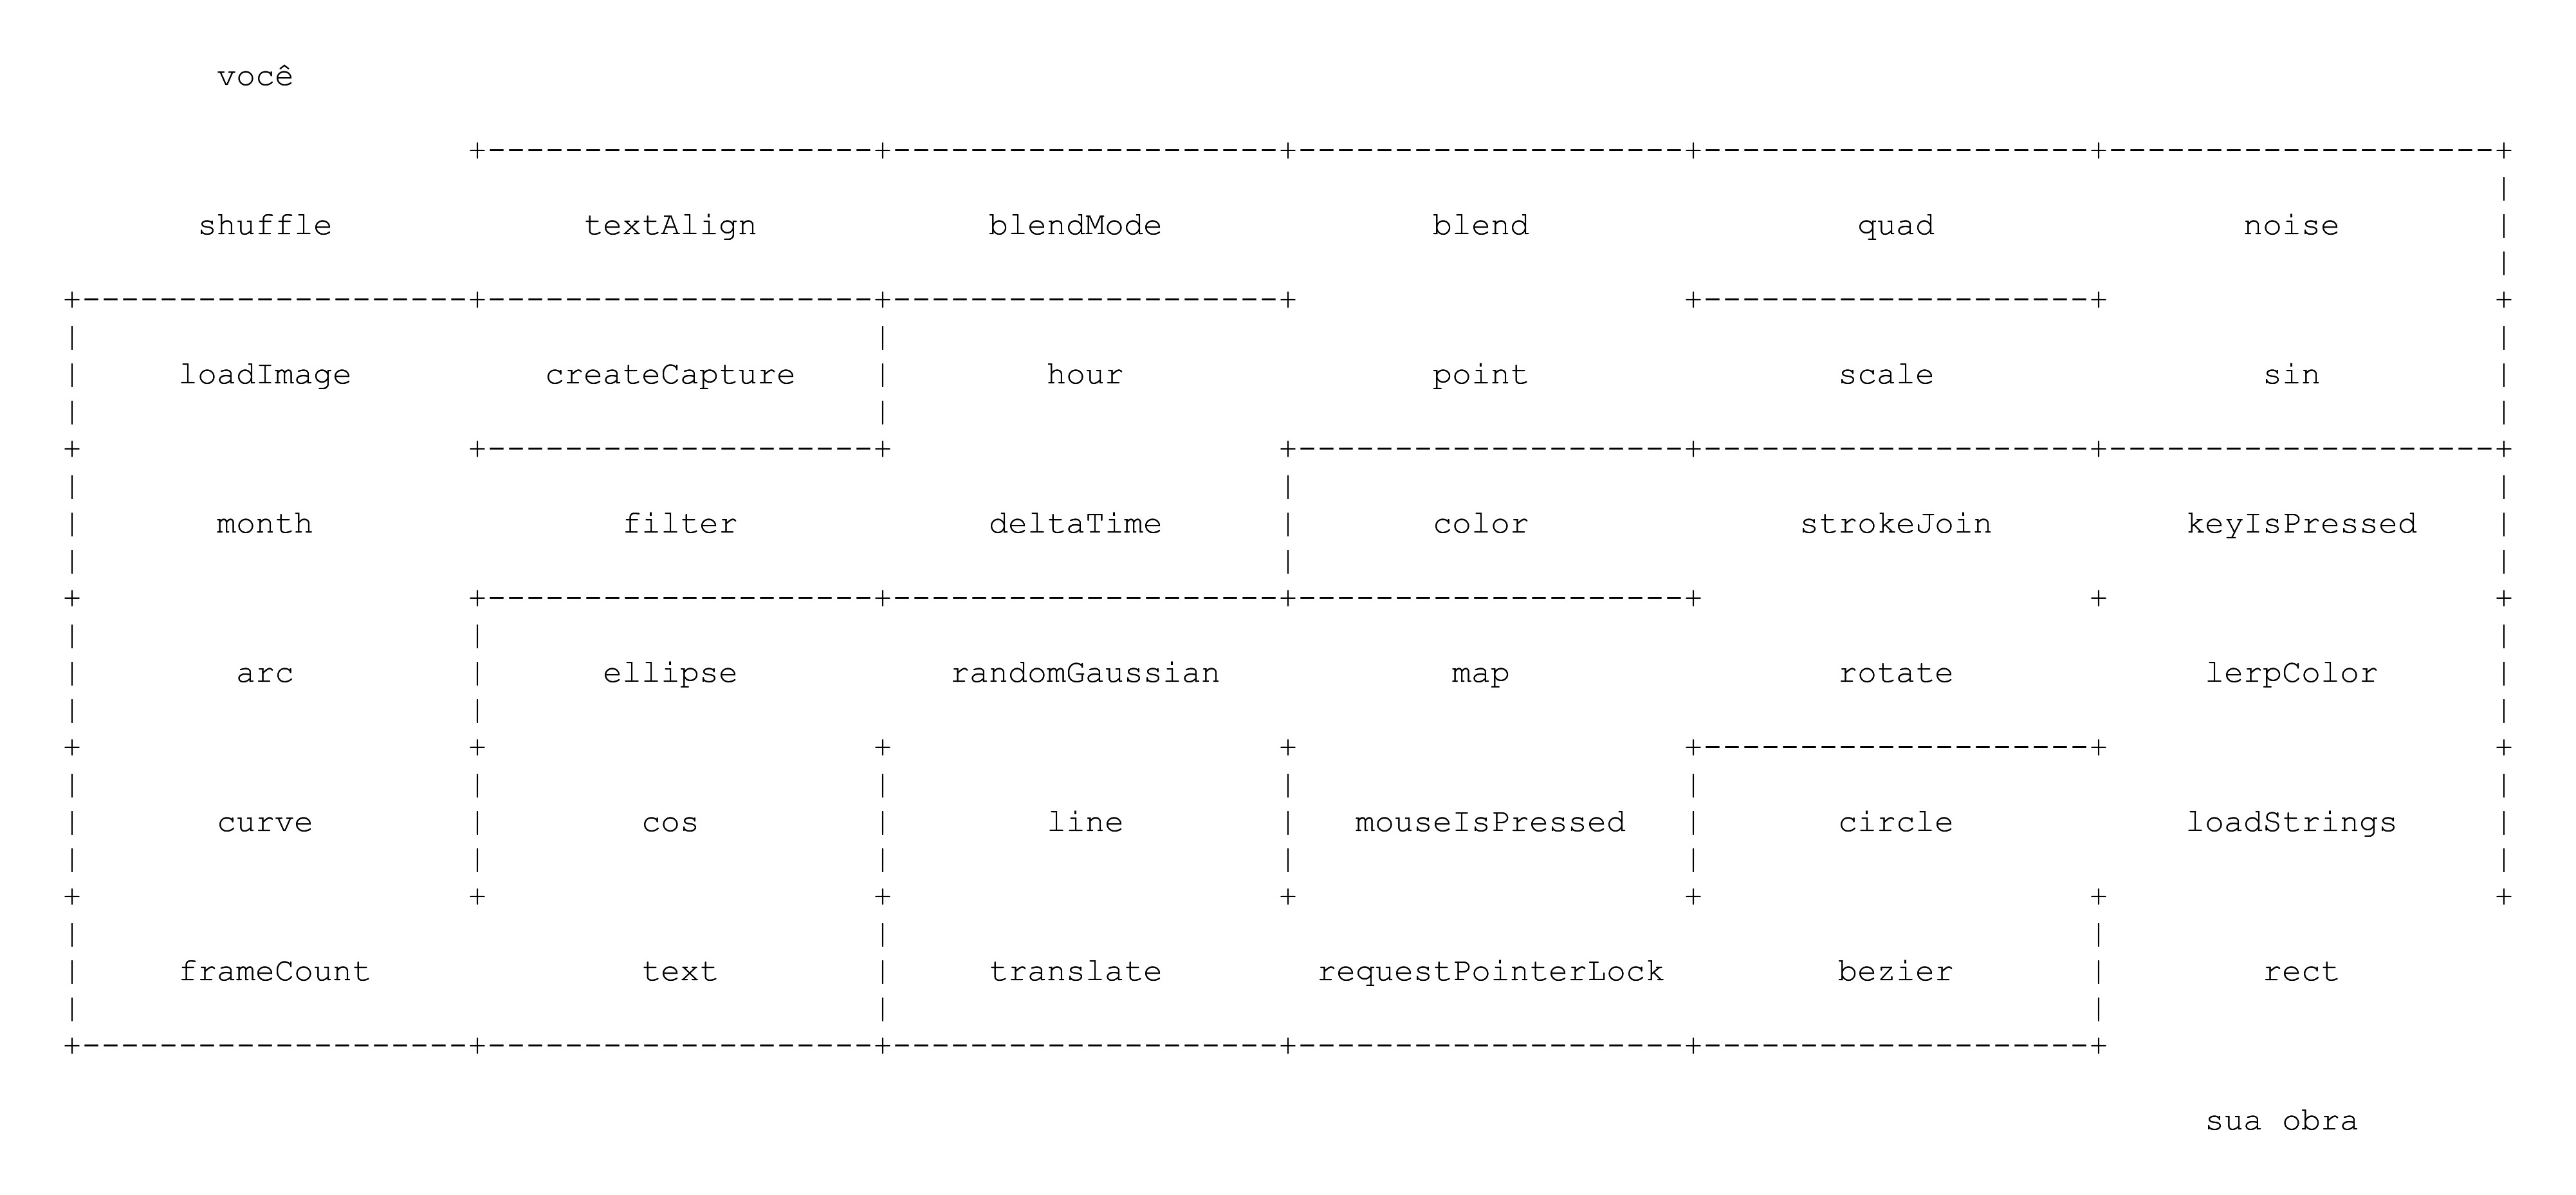 você
shuffle textAlign blendMode blend quad noise
loadImage createCapture hour point scale sin
month filter deltaTime color strokeJoin keyIsPressed
arc ellipse randomGaussian map rotate lerpColor
curve cos line mouseIsPressed circle loadStrings
frameCount text translate requestPointerLock bezier rect
sua obra